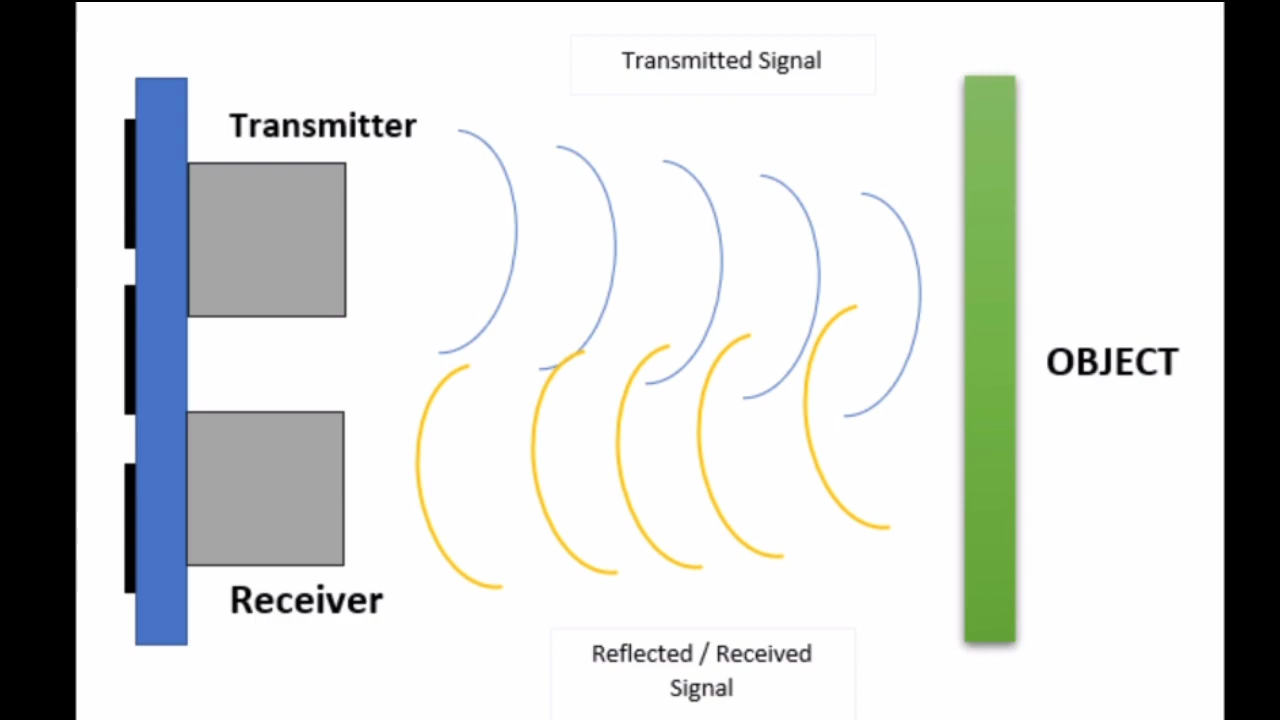 Transmitted Signal
Transmitter
OBJECT
Receiver
Reflected / Received
Signal